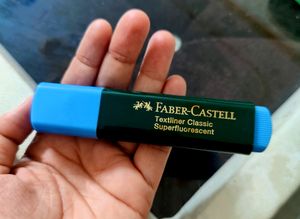 FABER-CASTELL
Textliner Classic
Superfluorescent